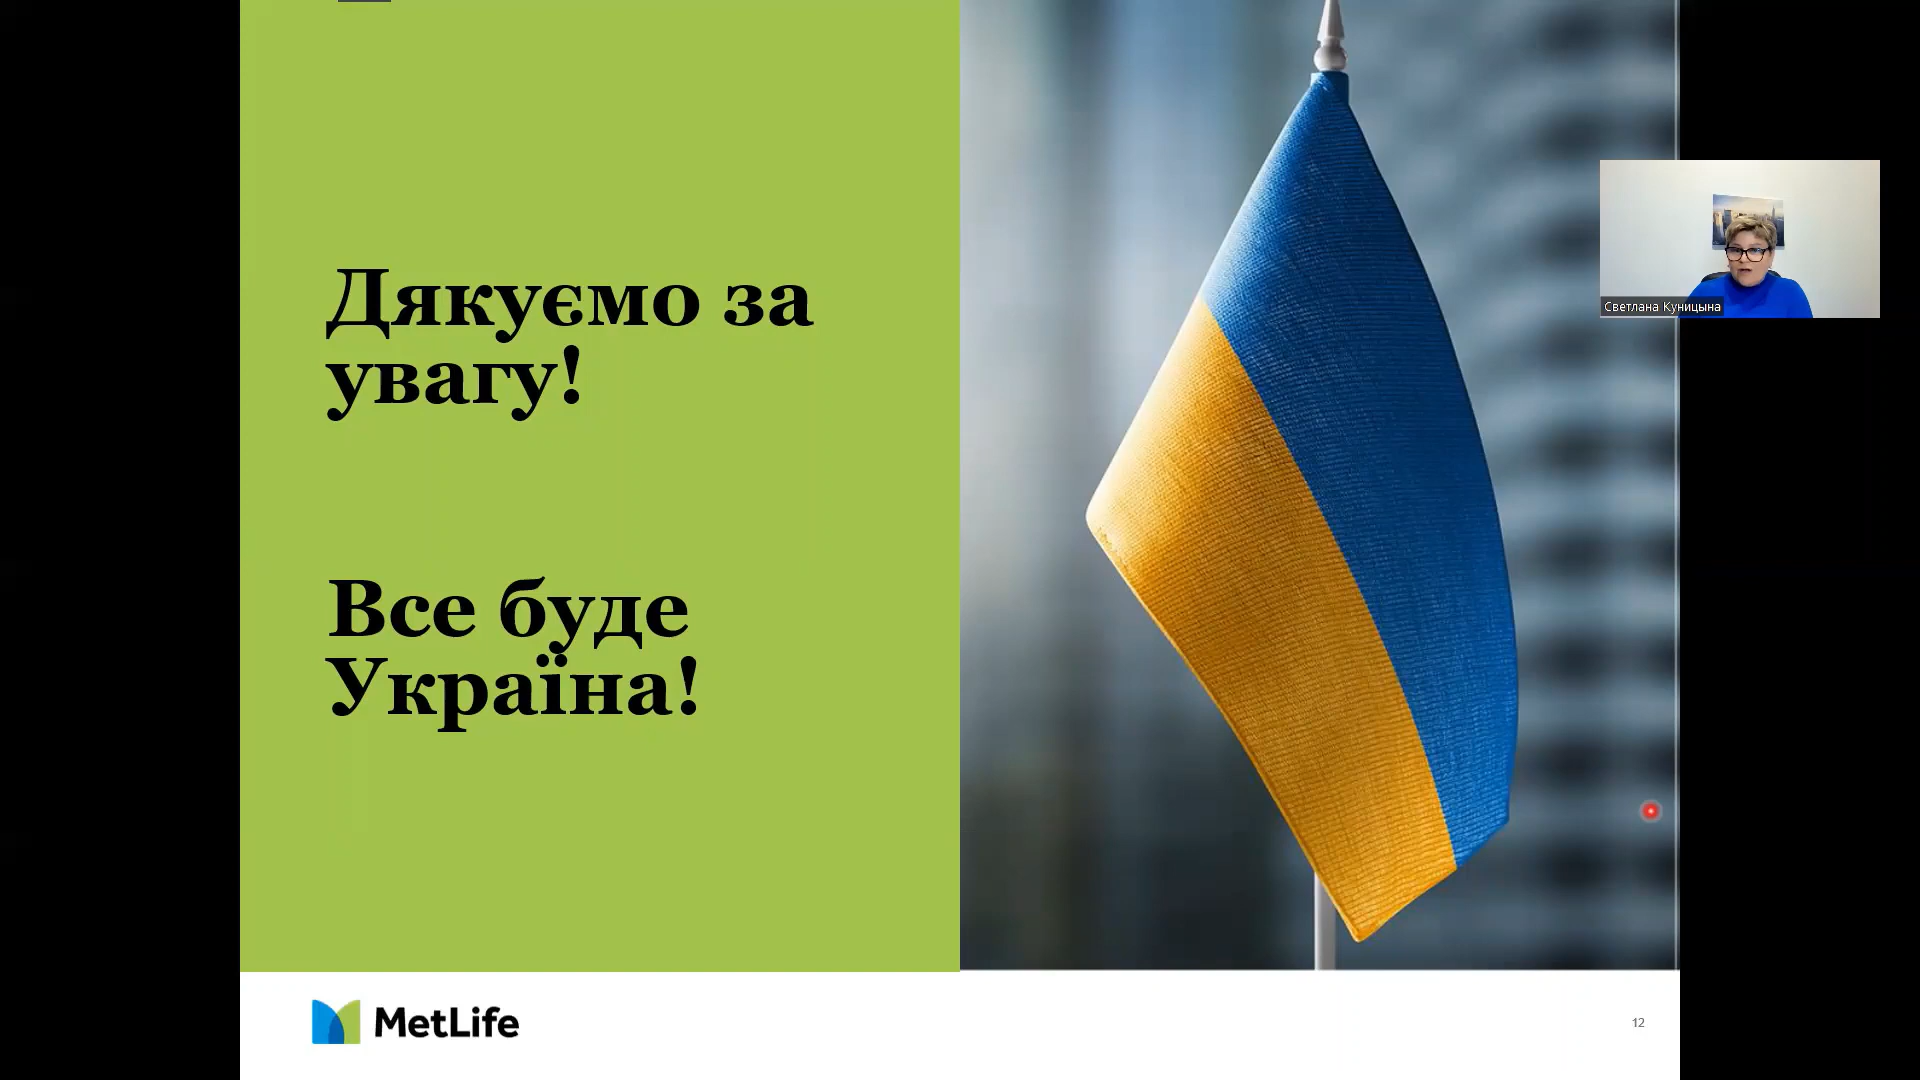 Дякуємо за
увагу!
Все буде
Україна!
Светлана Куницына
MetLife
12